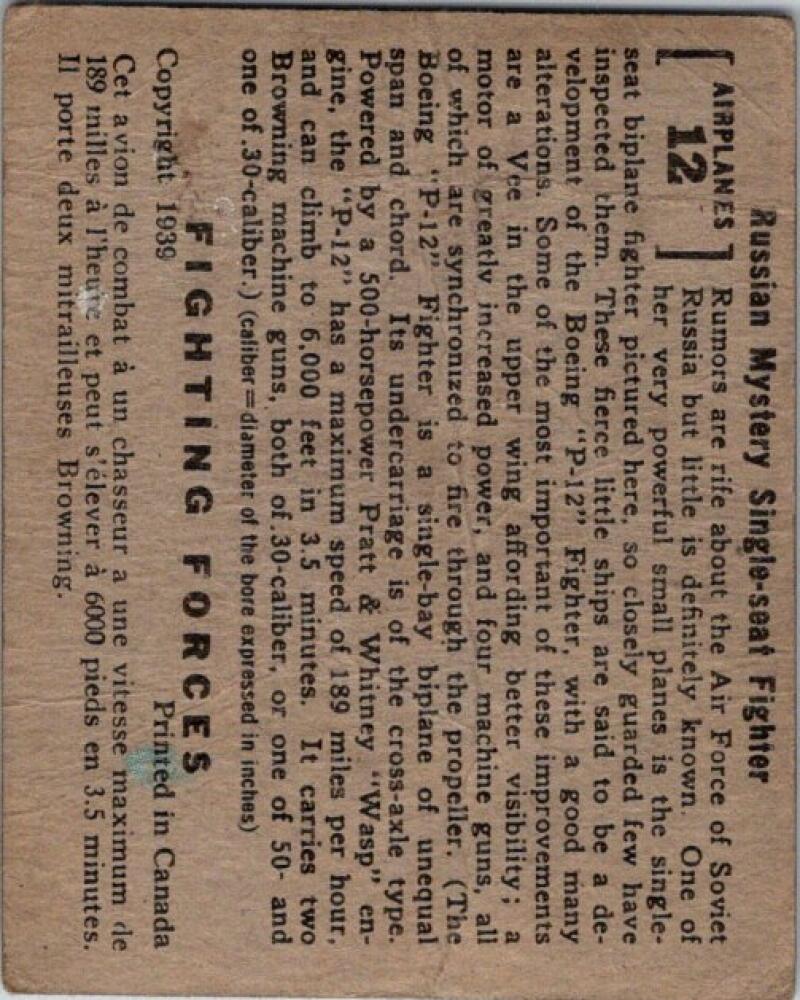 Russian Mystery Single-seat Fighter
[ AIRPLANES 12 ]
Rumors are rife about the Air Force of Soviet
Russia but little is definitely known. One of
her very powerful small planes is the single-
seat biplane fighter pictured here, so closely guarded few have
inspected them. These fierce little ships are said to be a de-
velopment of the Boeing "P-12" Fighter, with a good many
alterations. Some of the most important of these improvements
are a Vee in the upper wing affording better visibility; a
motor of greatly increased power, and four machine guns, all
of which are synchronized to fire through the propeller. (The
Boeing "P-12" Fighter is a single-bay biplane of unequal
span and chord. Its undercarriage is of the cross-axle type.
Powered by a 500-horsepower Pratt & Whitney "Wasp" en-
gine, the "P-12" has a maximum speed of 189 miles per hour,
and can climb to 6,000 feet in 3.5 minutes. It carries two
Browning machine guns, both of .30-caliber, or one of 50- and
one of .30-caliber.) (caliber=diameter of the bore expressed in inches)
FIGHTING FORCES
Copyright 1939 Printed in Canada
Cet avion de combat à un chasseur a une vitesse maximum de
189 milles à l'heure et peut s'élever à 6000 pieds en 3.5 minutes.
Il porte deux mitrailleuses Browning.